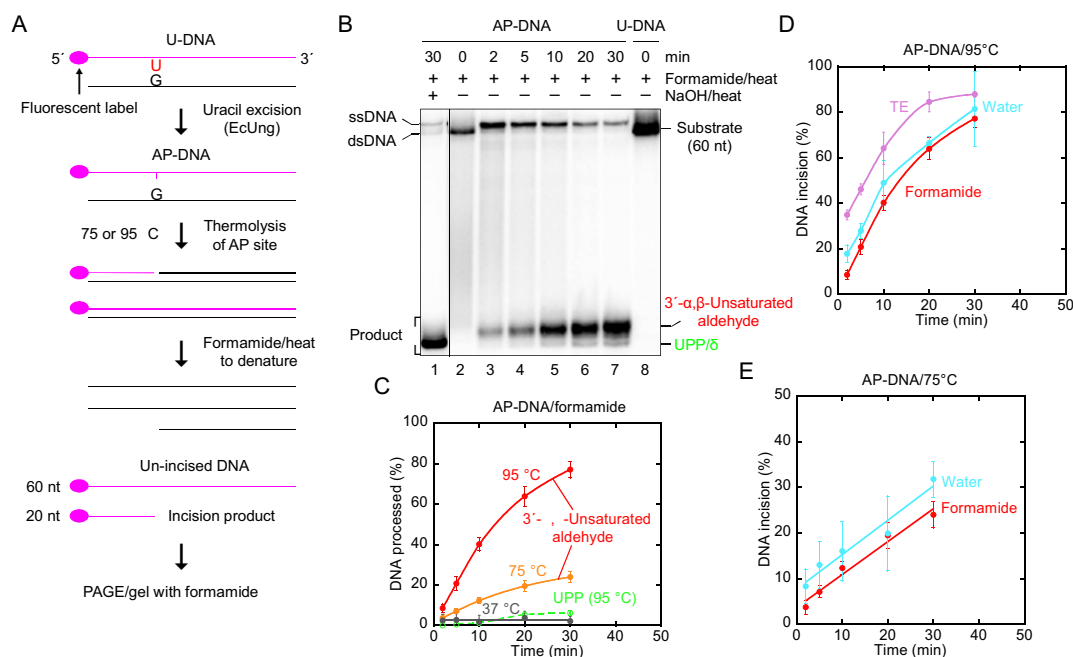 A
U-DNA
5´
3´
U
G
Fluorescent label
Uracil excision
(EcUng)
AP-DNA
G
75 or 95 C
Thermolysis
of AP site
Formamide/heat
to denature
Un-incised DNA
60 nt
20 nt
Incision product
PAGE/gel with formamide
B
AP-DNA
U-DNA
30 0 2 5 10 20 30 0 min
+ + + + + + + + Formamide/heat
+ − − − − − − − NaOH/heat
ssDNA
dsDNA
Substrate
(60 nt)
3´-α,β-Unsaturated
aldehyde
Product
UPP/δ
1 2 3 4 5 6 7 8
C
AP-DNA/formamide
DNA processed (%)
100
80
60
40
20
0
95 °C
3´- , -Unsaturated
aldehyde
75 °C
UPP (95 °C)
37 °C
0 10 20 30 40 50
Time (min)
D
AP-DNA/95°C
DNA incision (%)
100
80
60
40
20
0
TE
Water
Formamide
0 10 20 30 40 50
Time (min)
E
AP-DNA/75°C
DNA incision (%)
50
40
30
20
10
0
Water
Formamide
0 10 20 30 40 50
Time (min)